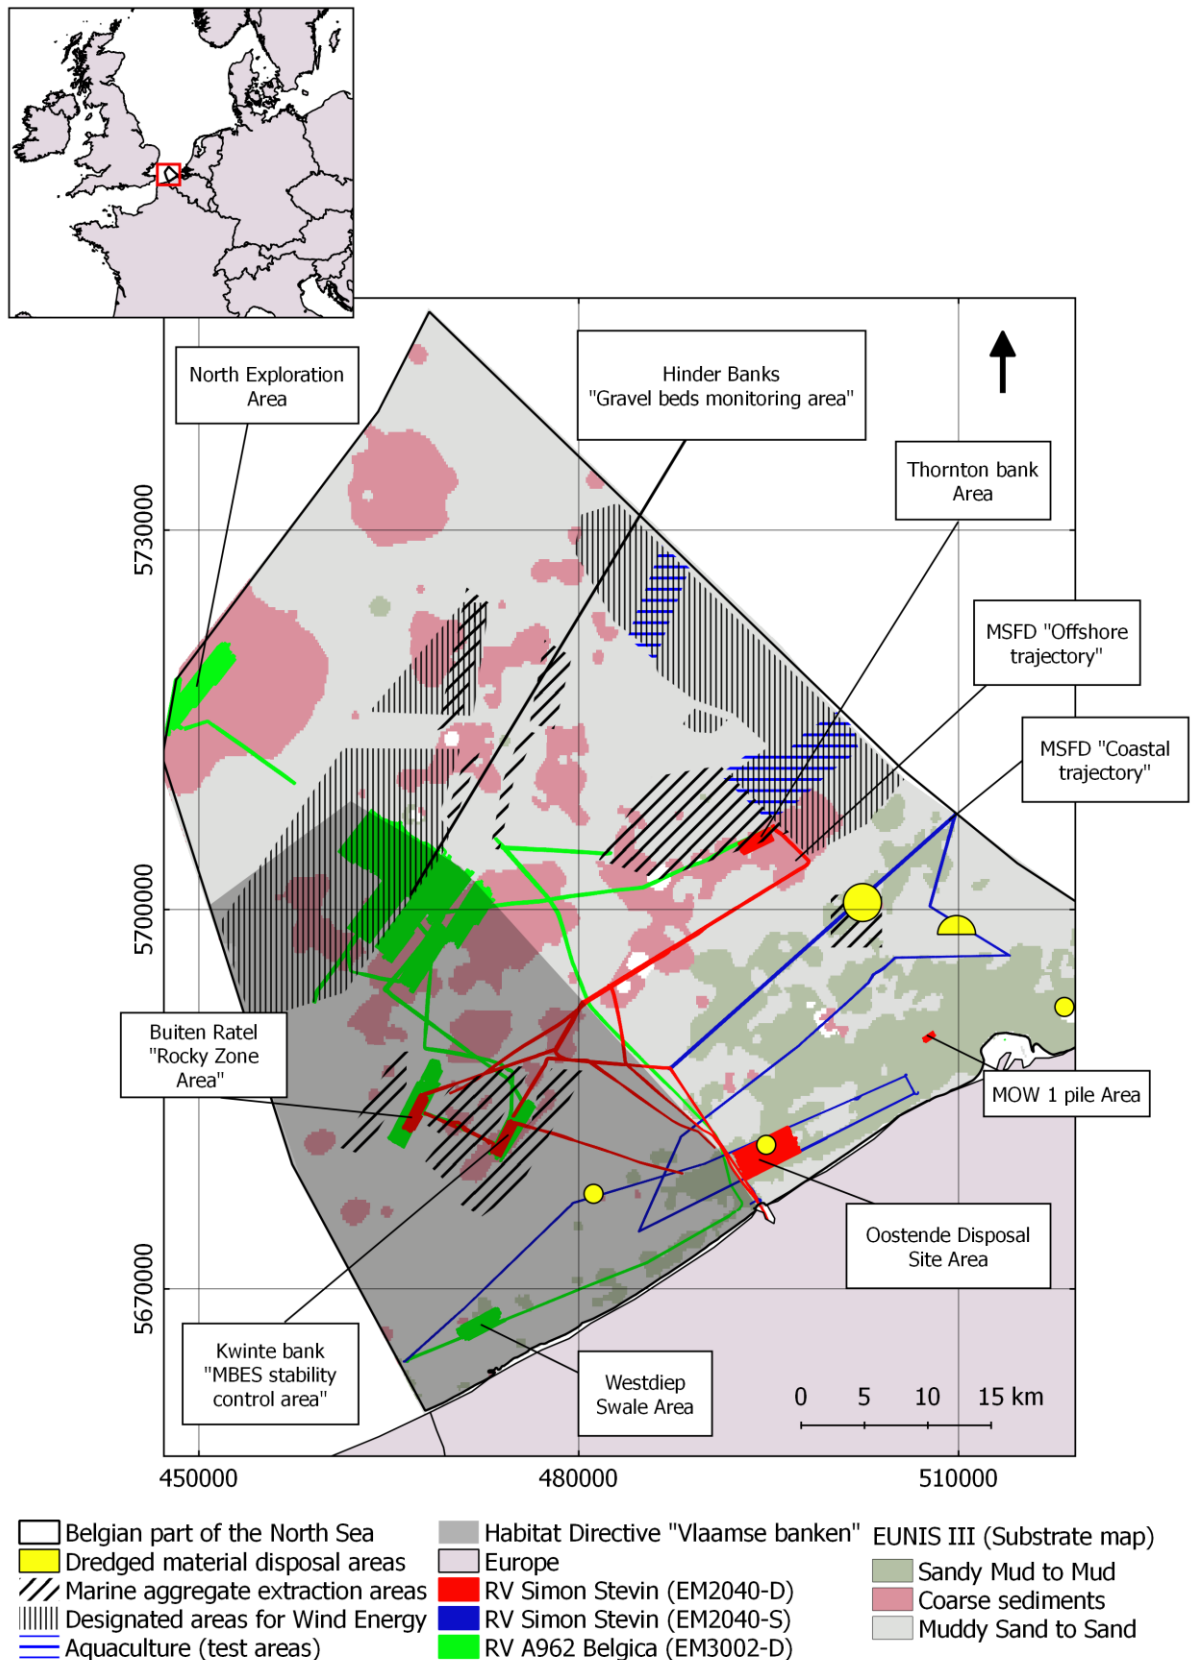 North Exploration
Area
Hinder Banks
"Gravel beds monitoring area"
Thornton bank
Area
MSFD "Offshore
trajectory"
MSFD "Coastal
trajectory"
5730000
5700000
5670000
Buiten Ratel
"Rocky Zone
Area"
MOW 1 pile Area
Oostende Disposal
Site Area
Kwinte bank
"MBES stability
control area"
Westdiep
Swale Area
0 5 10 15 km
450000 480000 510000
Belgian part of the North Sea
Dredged material disposal areas
Marine aggregate extraction areas
Designated areas for Wind Energy
Aquaculture (test areas)
Habitat Directive "Vlaamse banken"
Europe
RV Simon Stevin (EM2040-D)
RV Simon Stevin (EM2040-S)
RV A962 Belgica (EM3002-D)
EUNIS III (Substrate map)
Sandy Mud to Mud
Coarse sediments
Muddy Sand to Sand